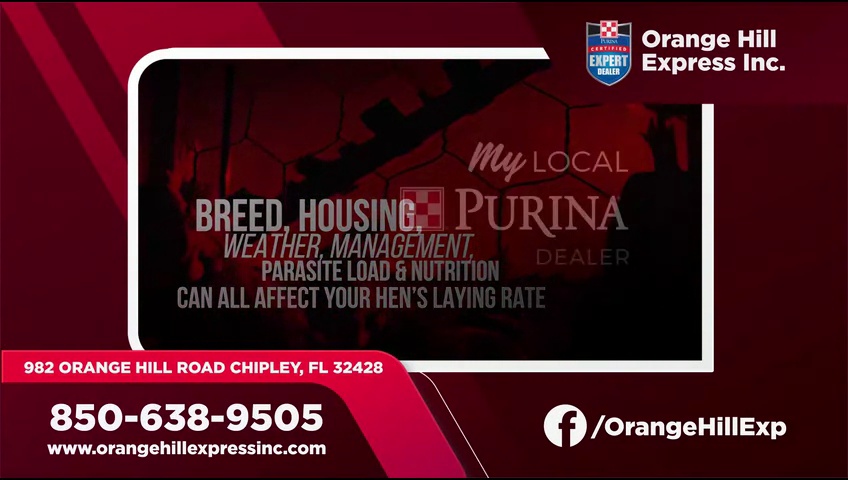 PURINA
CERTIFIED
EXPERT
DEALER
Orange Hill
Express Inc.
My LOCAL
PURINA
DEALER
BREED, HOUSING,
WEATHER, MANAGEMENT,
PARASITE LOAD & NUTRITION
CAN ALL AFFECT YOUR HEN'S LAYING RATE
982 ORANGE HILL ROAD CHIPLEY, FL 32428
850-638-9505
www.orangehillexpressinc.com
/OrangeHillExp